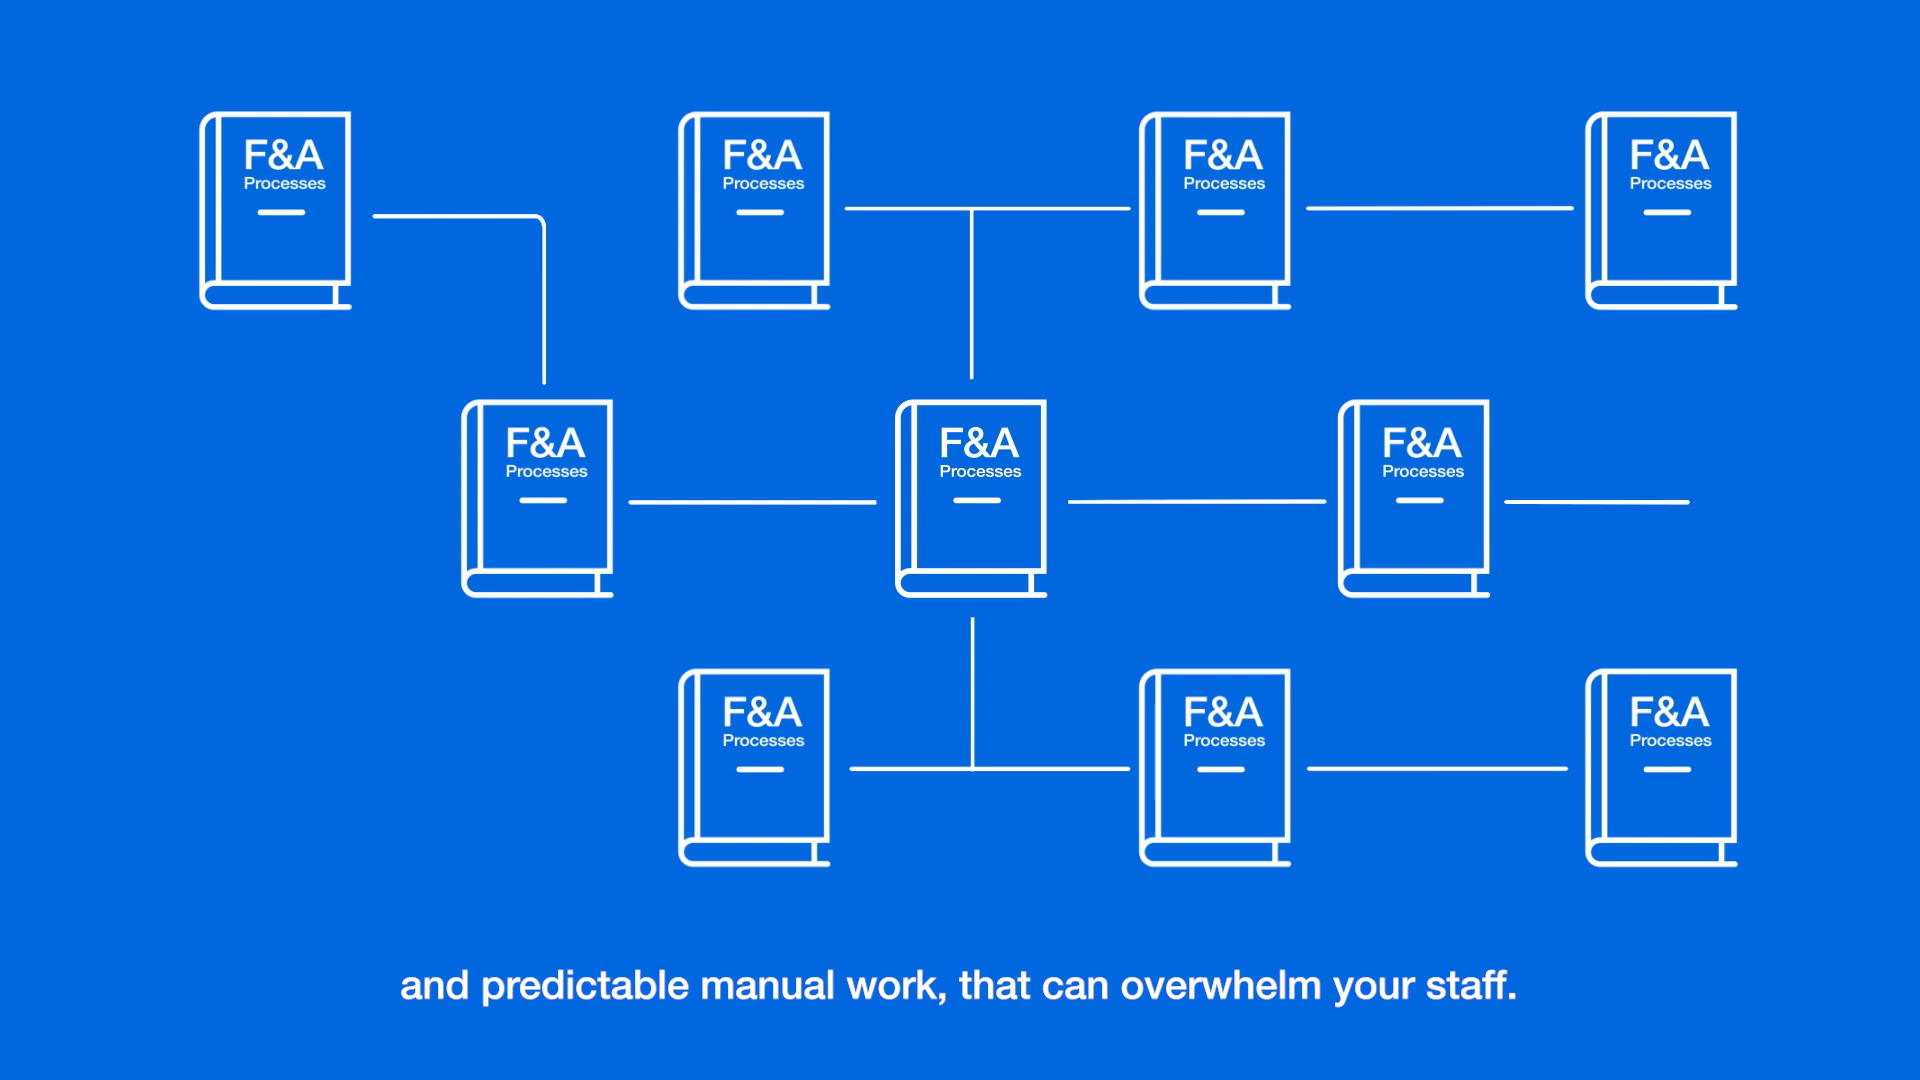 F&A
Processes
F&A
Processes
F&A
Processes
F&A
Processes
F&A
Processes
F&A
Processes
F&A
Processes
F&A
Processes
F&A
Processes
F&A
Processes
and predictable manual work, that can overwhelm your staff.